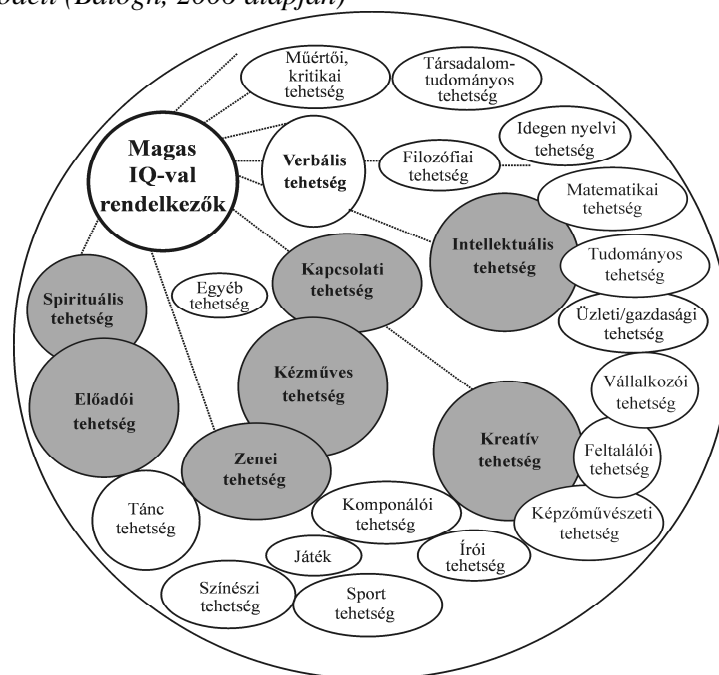 (Balogh,
Műértői,
kritikai
tehetség
Társadalom-
tudományos
tehetség
Magas
IQ-val
rendelkezők
Verbális
tehetség
Filozófiai
tehetség
Idegen nyelvi
tehetség
Matematikai
tehetség
Intellektuális
tehetség
Tudományos
tehetség
Kapcsolati
tehetség
Egyéb
tehetség
Spirituális
tehetség
Üzleti/gazdasági
tehetség
Kézműves
tehetség
Vállalkozói
tehetség
Előadói
tehetség
Kreatív
tehetség
Feltalálói
tehetség
Zenei
tehetség
Tánc
tehetség
Komponálói
tehetség
Képzőművészeti
tehetség
Játék
Írói
tehetség
Színészi
tehetség
Sport
tehetség